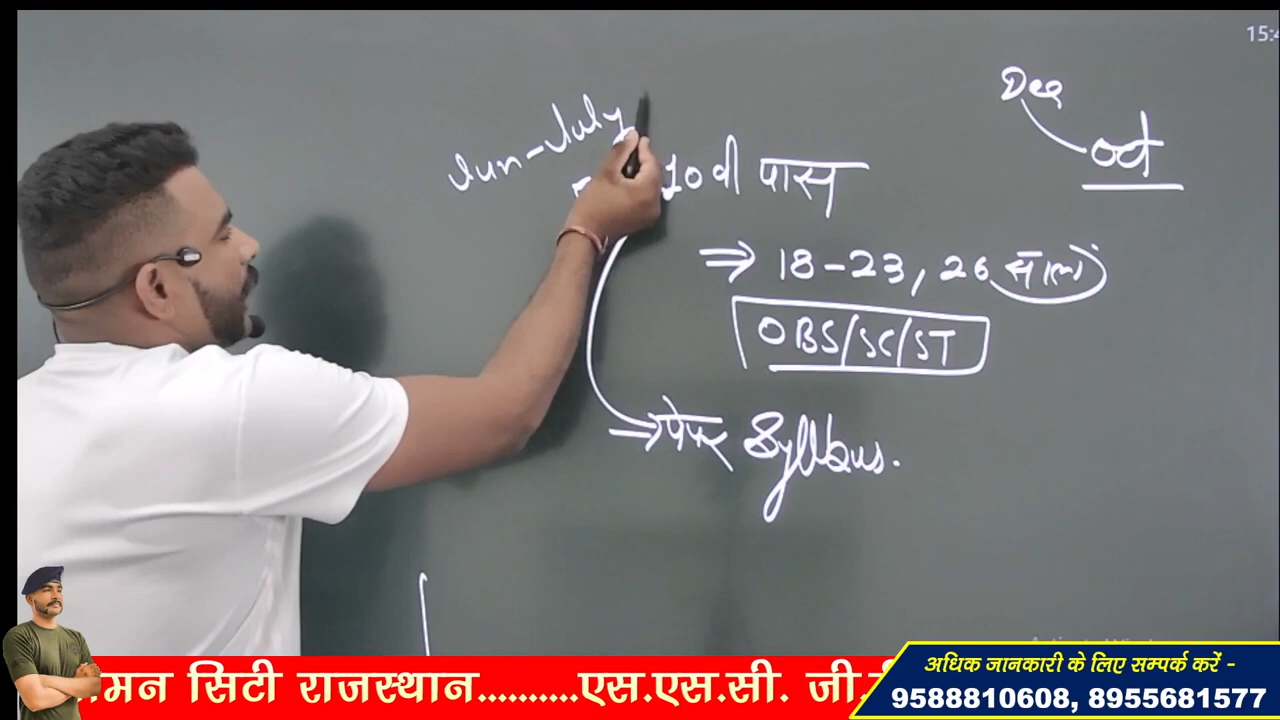 15:4
Dec
Jun-July
oct
10 वी पास
⇒ 18-23, 26 साल
OBS/SC/ST
पेपर Syllbus.
मन सिटी राजस्थान..........एस.एस.सी. जी.
अधिक जानकारी के लिए सम्पर्क करें -
9588810608, 8955681577